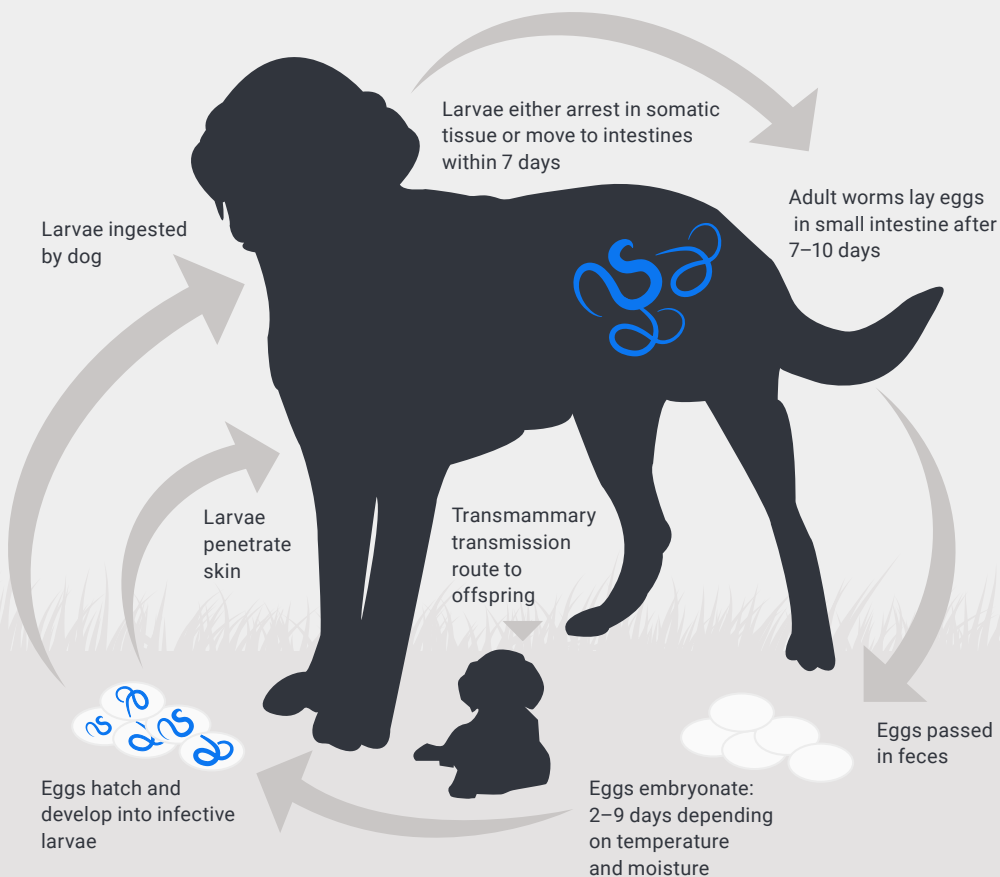 Larvae either arrest in somatic
tissue or move to intestines
within 7 days
Adult worms lay eggs
in small intestine after
7–10 days
Larvae ingested
by dog
Larvae
penetrate
skin
Transmammary
transmission
route to
offspring
Eggs passed
in feces
Eggs embryonate:
2–9 days depending
on temperature
and moisture
Eggs hatch and
develop into infective
larvae